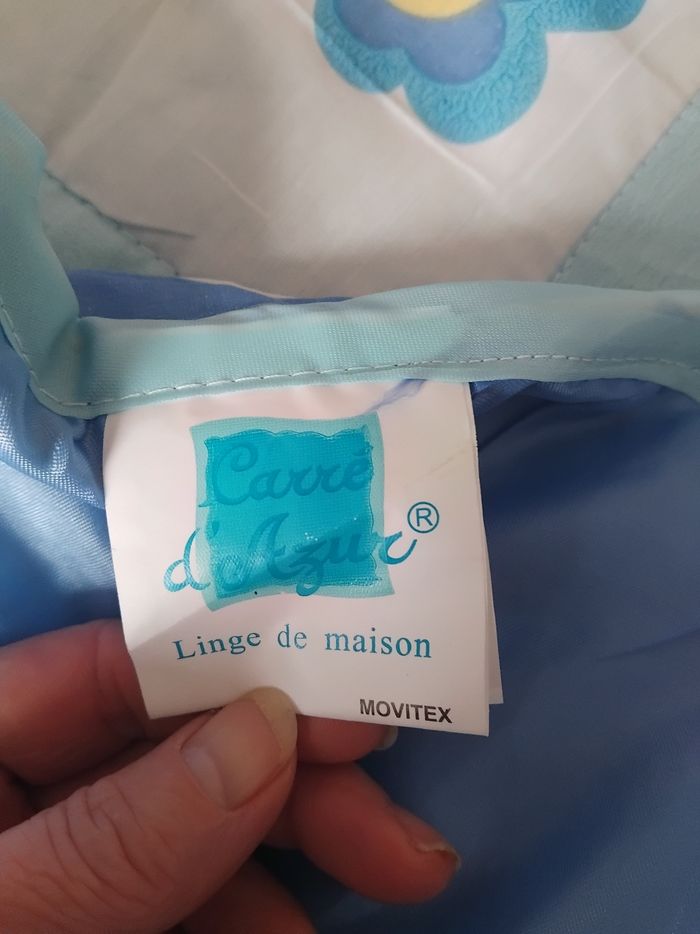 Carré
d'Azur®
Linge de maison
MOVITEX